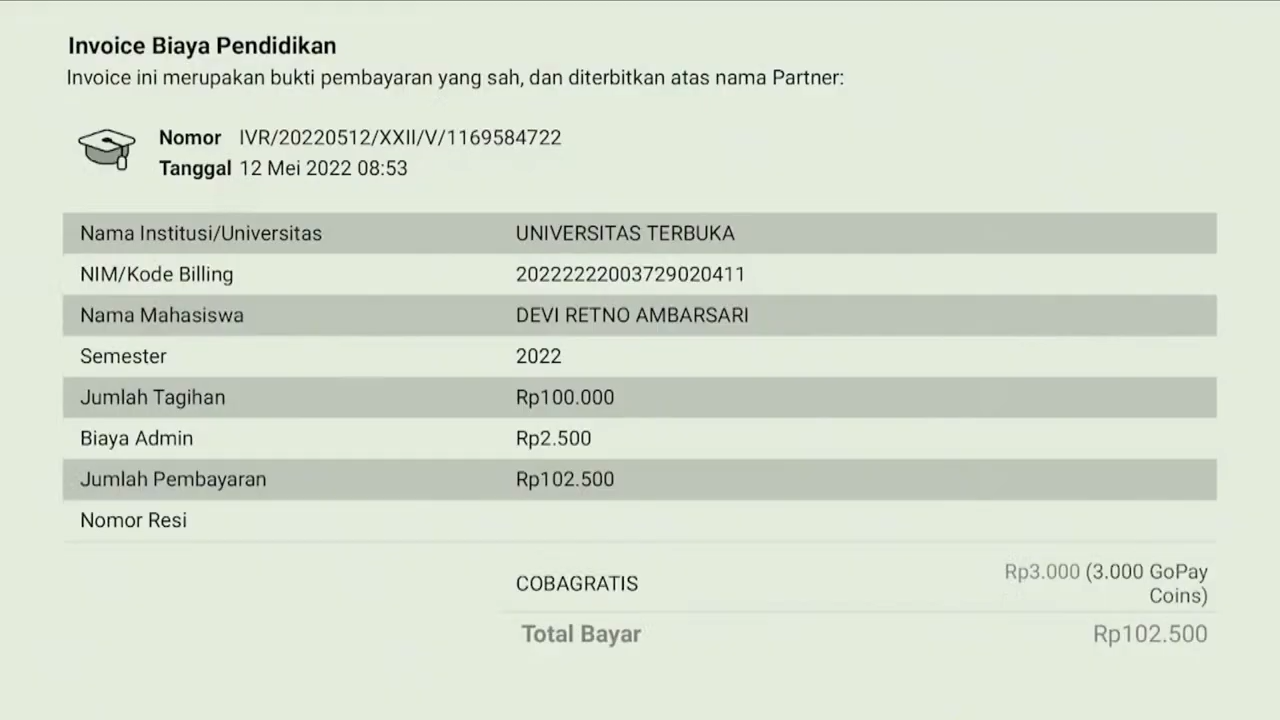 Invoice Biaya Pendidikan
Invoice ini merupakan bukti pembayaran yang sah, dan diterbitkan atas nama Partner:
Nomor IVR/20220512/XXII/V/1169584722
Tanggal 12 Mei 2022 08:53
Nama Institusi/Universitas UNIVERSITAS TERBUKA
NIM/Kode Billing 20222222003729020411
Nama Mahasiswa DEVI RETNO AMBARSARI
Semester 2022
Jumlah Tagihan Rp100.000
Biaya Admin Rp2.500
Jumlah Pembayaran Rp102.500
Nomor Resi
COBAGRATIS Rp3.000 (3.000 GoPay
Coins)
Total Bayar Rp102.500